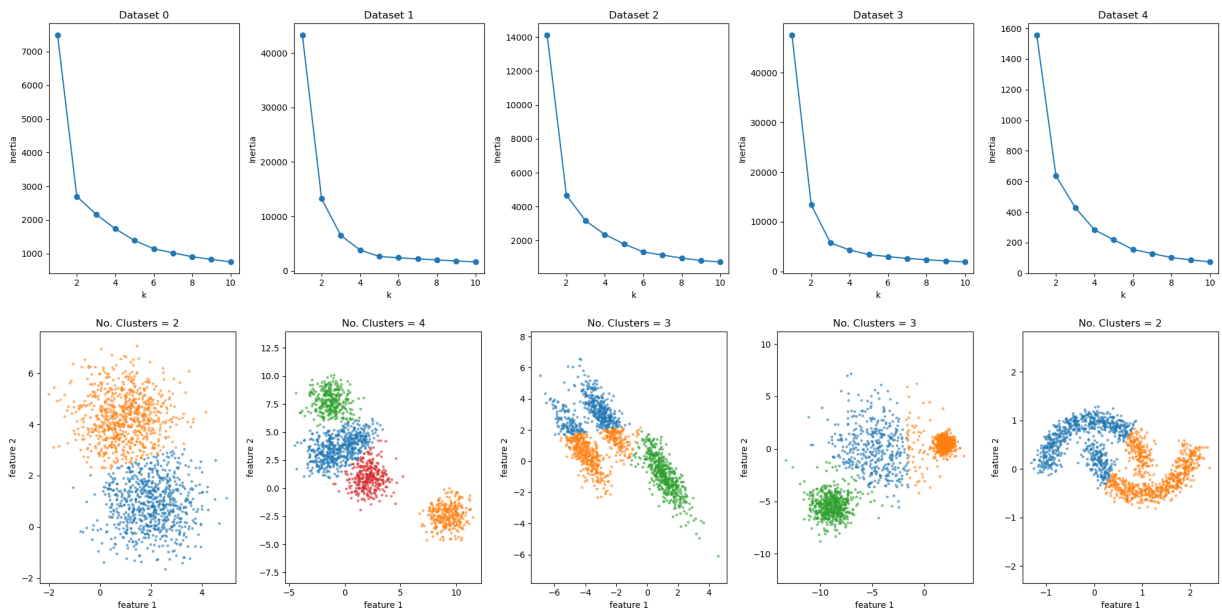 Dataset 0
7000
6000
5000
4000
3000
2000
1000
Inertia
2 4 6 8 10
k
Dataset 1
40000
30000
20000
10000
0
Inertia
2 4 6 8 10
k
Dataset 2
14000
12000
10000
8000
6000
4000
2000
Inertia
2 4 6 8 10
k
Dataset 3
40000
30000
20000
10000
0
Inertia
2 4 6 8 10
k
Dataset 4
1600
1400
1200
1000
800
600
400
200
0
Inertia
2 4 6 8 10
k
No. Clusters = 2
6
4
2
0
−2
feature 2
−2 0 2 4
feature 1
No. Clusters = 4
12.5
10.0
7.5
5.0
2.5
0.0
−2.5
−5.0
−7.5
feature 2
−5 0 5 10
feature 1
No. Clusters = 3
8
6
4
2
0
−2
−4
−6
feature 2
−6 −4 −2 0 2 4
feature 1
No. Clusters = 3
10
5
0
−5
−10
feature 2
−10 −5 0
feature 1
No. Clusters = 2
2
1
0
−1
−2
feature 2
−1 0 1 2
feature 1